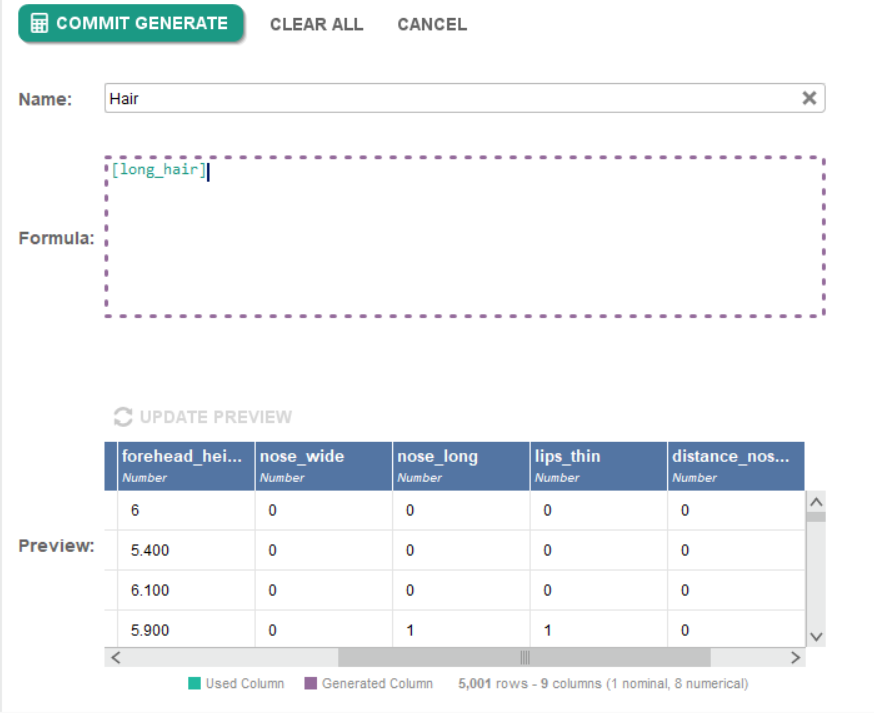 COMMIT GENERATE CLEAR ALL CANCEL
Name: Hair
[long_hair]
Formula:
UPDATE PREVIEW
forehead_hei... nose_wide nose_long lips_thin distance_nos...
Number Number Number Number Number
6 0 0 0 0
Preview:
5.400 0 0 0 0
6.100 0 0 0 0
5.900 0 1 1 0
Used Column Generated Column 5,001 rows - 9 columns (1 nominal, 8 numerical)